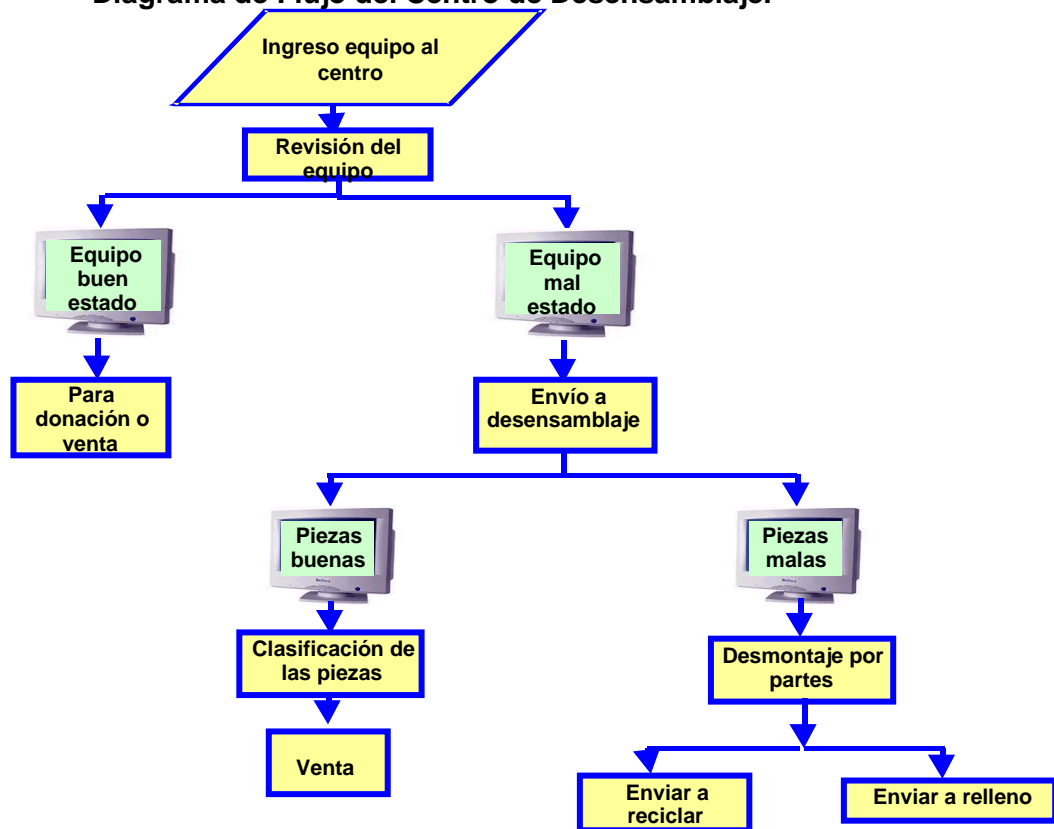 Diagrama de Flujo del Centro de Desensamblaje.
Ingreso equipo al
centro
Revisión del
equipo
Equipo
buen
estado
Equipo
mal
estado
Para
donación o
venta
Envío a
desensamblaje
Piezas
buenas
Piezas
malas
Clasificación de
las piezas
Desmontaje por
partes
Venta
Enviar a
reciclar
Enviar a relleno